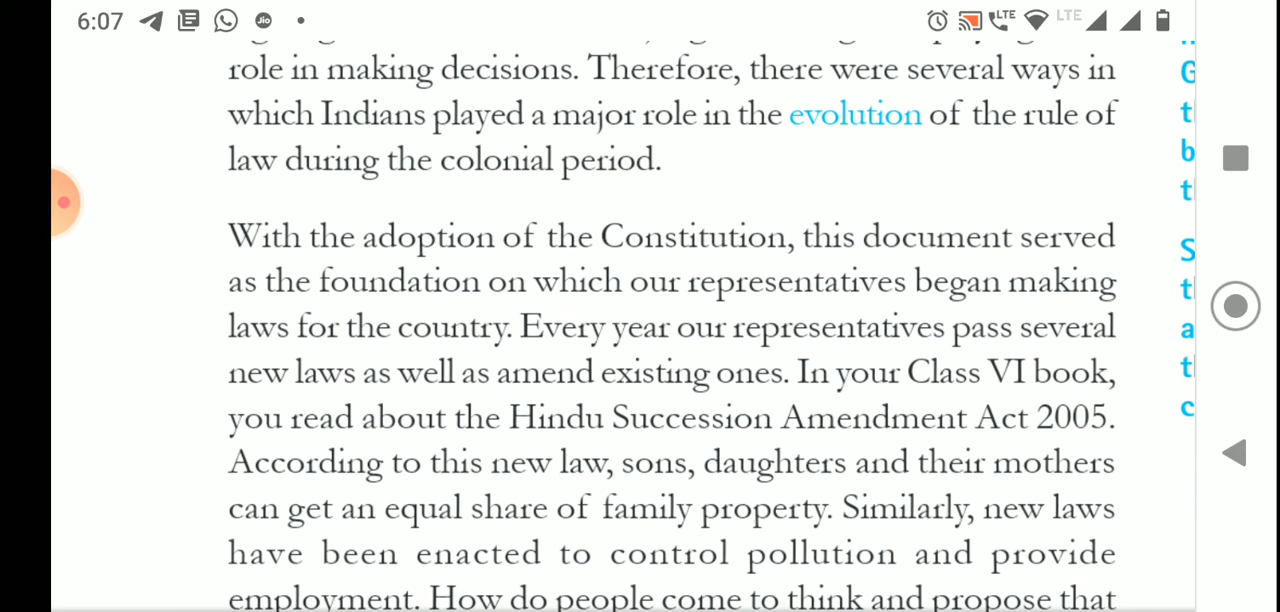 6:07 Jio LTE LTE
role in making decisions. Therefore, there were several ways in
which Indians played a major role in the evolution of the rule of
law during the colonial period.
With the adoption of the Constitution, this document served
as the foundation on which our representatives began making
laws for the country. Every year our representatives pass several
new laws as well as amend existing ones. In your Class VI book,
you read about the Hindu Succession Amendment Act 2005.
According to this new law, sons, daughters and their mothers
can get an equal share of family property. Similarly, new laws
have been enacted to control pollution and provide
employment. How do people come to think and propose that